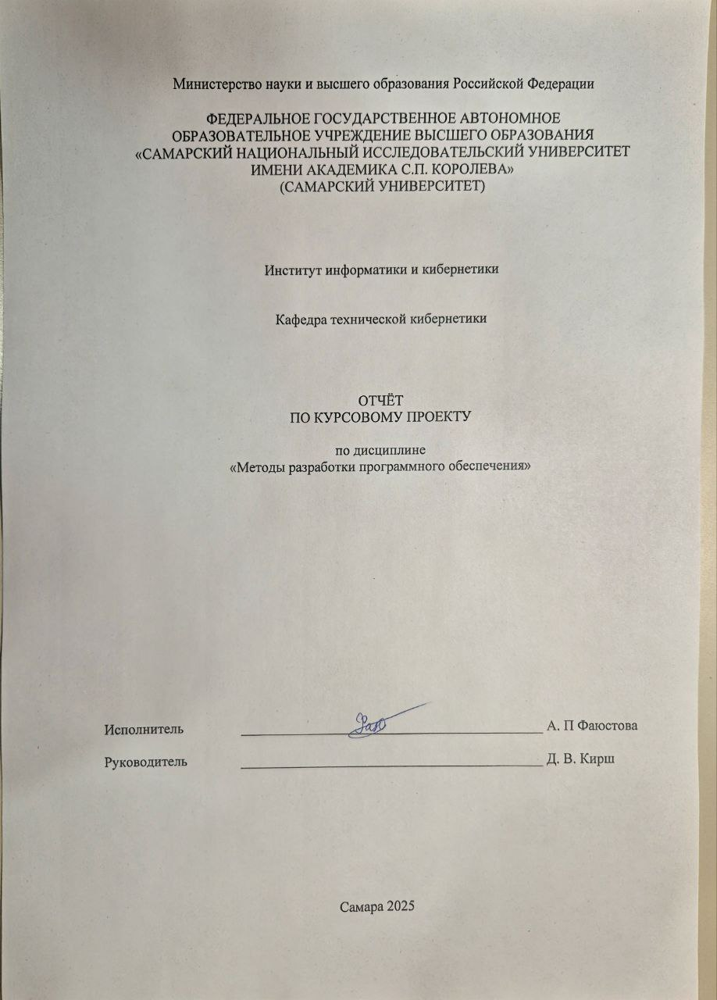 Министерство науки и высшего образования Российской Федерации
ФЕДЕРАЛЬНОЕ ГОСУДАРСТВЕННОЕ АВТОНОМНОЕ
ОБРАЗОВАТЕЛЬНОЕ УЧРЕЖДЕНИЕ ВЫСШЕГО ОБРАЗОВАНИЯ
«САМАРСКИЙ НАЦИОНАЛЬНЫЙ ИССЛЕДОВАТЕЛЬСКИЙ УНИВЕРСИТЕТ
ИМЕНИ АКАДЕМИКА С.П. КОРОЛЕВА»
(САМАРСКИЙ УНИВЕРСИТЕТ)
Институт информатики и кибернетики
Кафедра технической кибернетики
ОТЧЁТ
ПО КУРСОВОМУ ПРОЕКТУ
по дисциплине
«Методы разработки программного обеспечения»
Исполнитель А. П Фаюстова
Руководитель Д. В. Кирш
Самара 2025